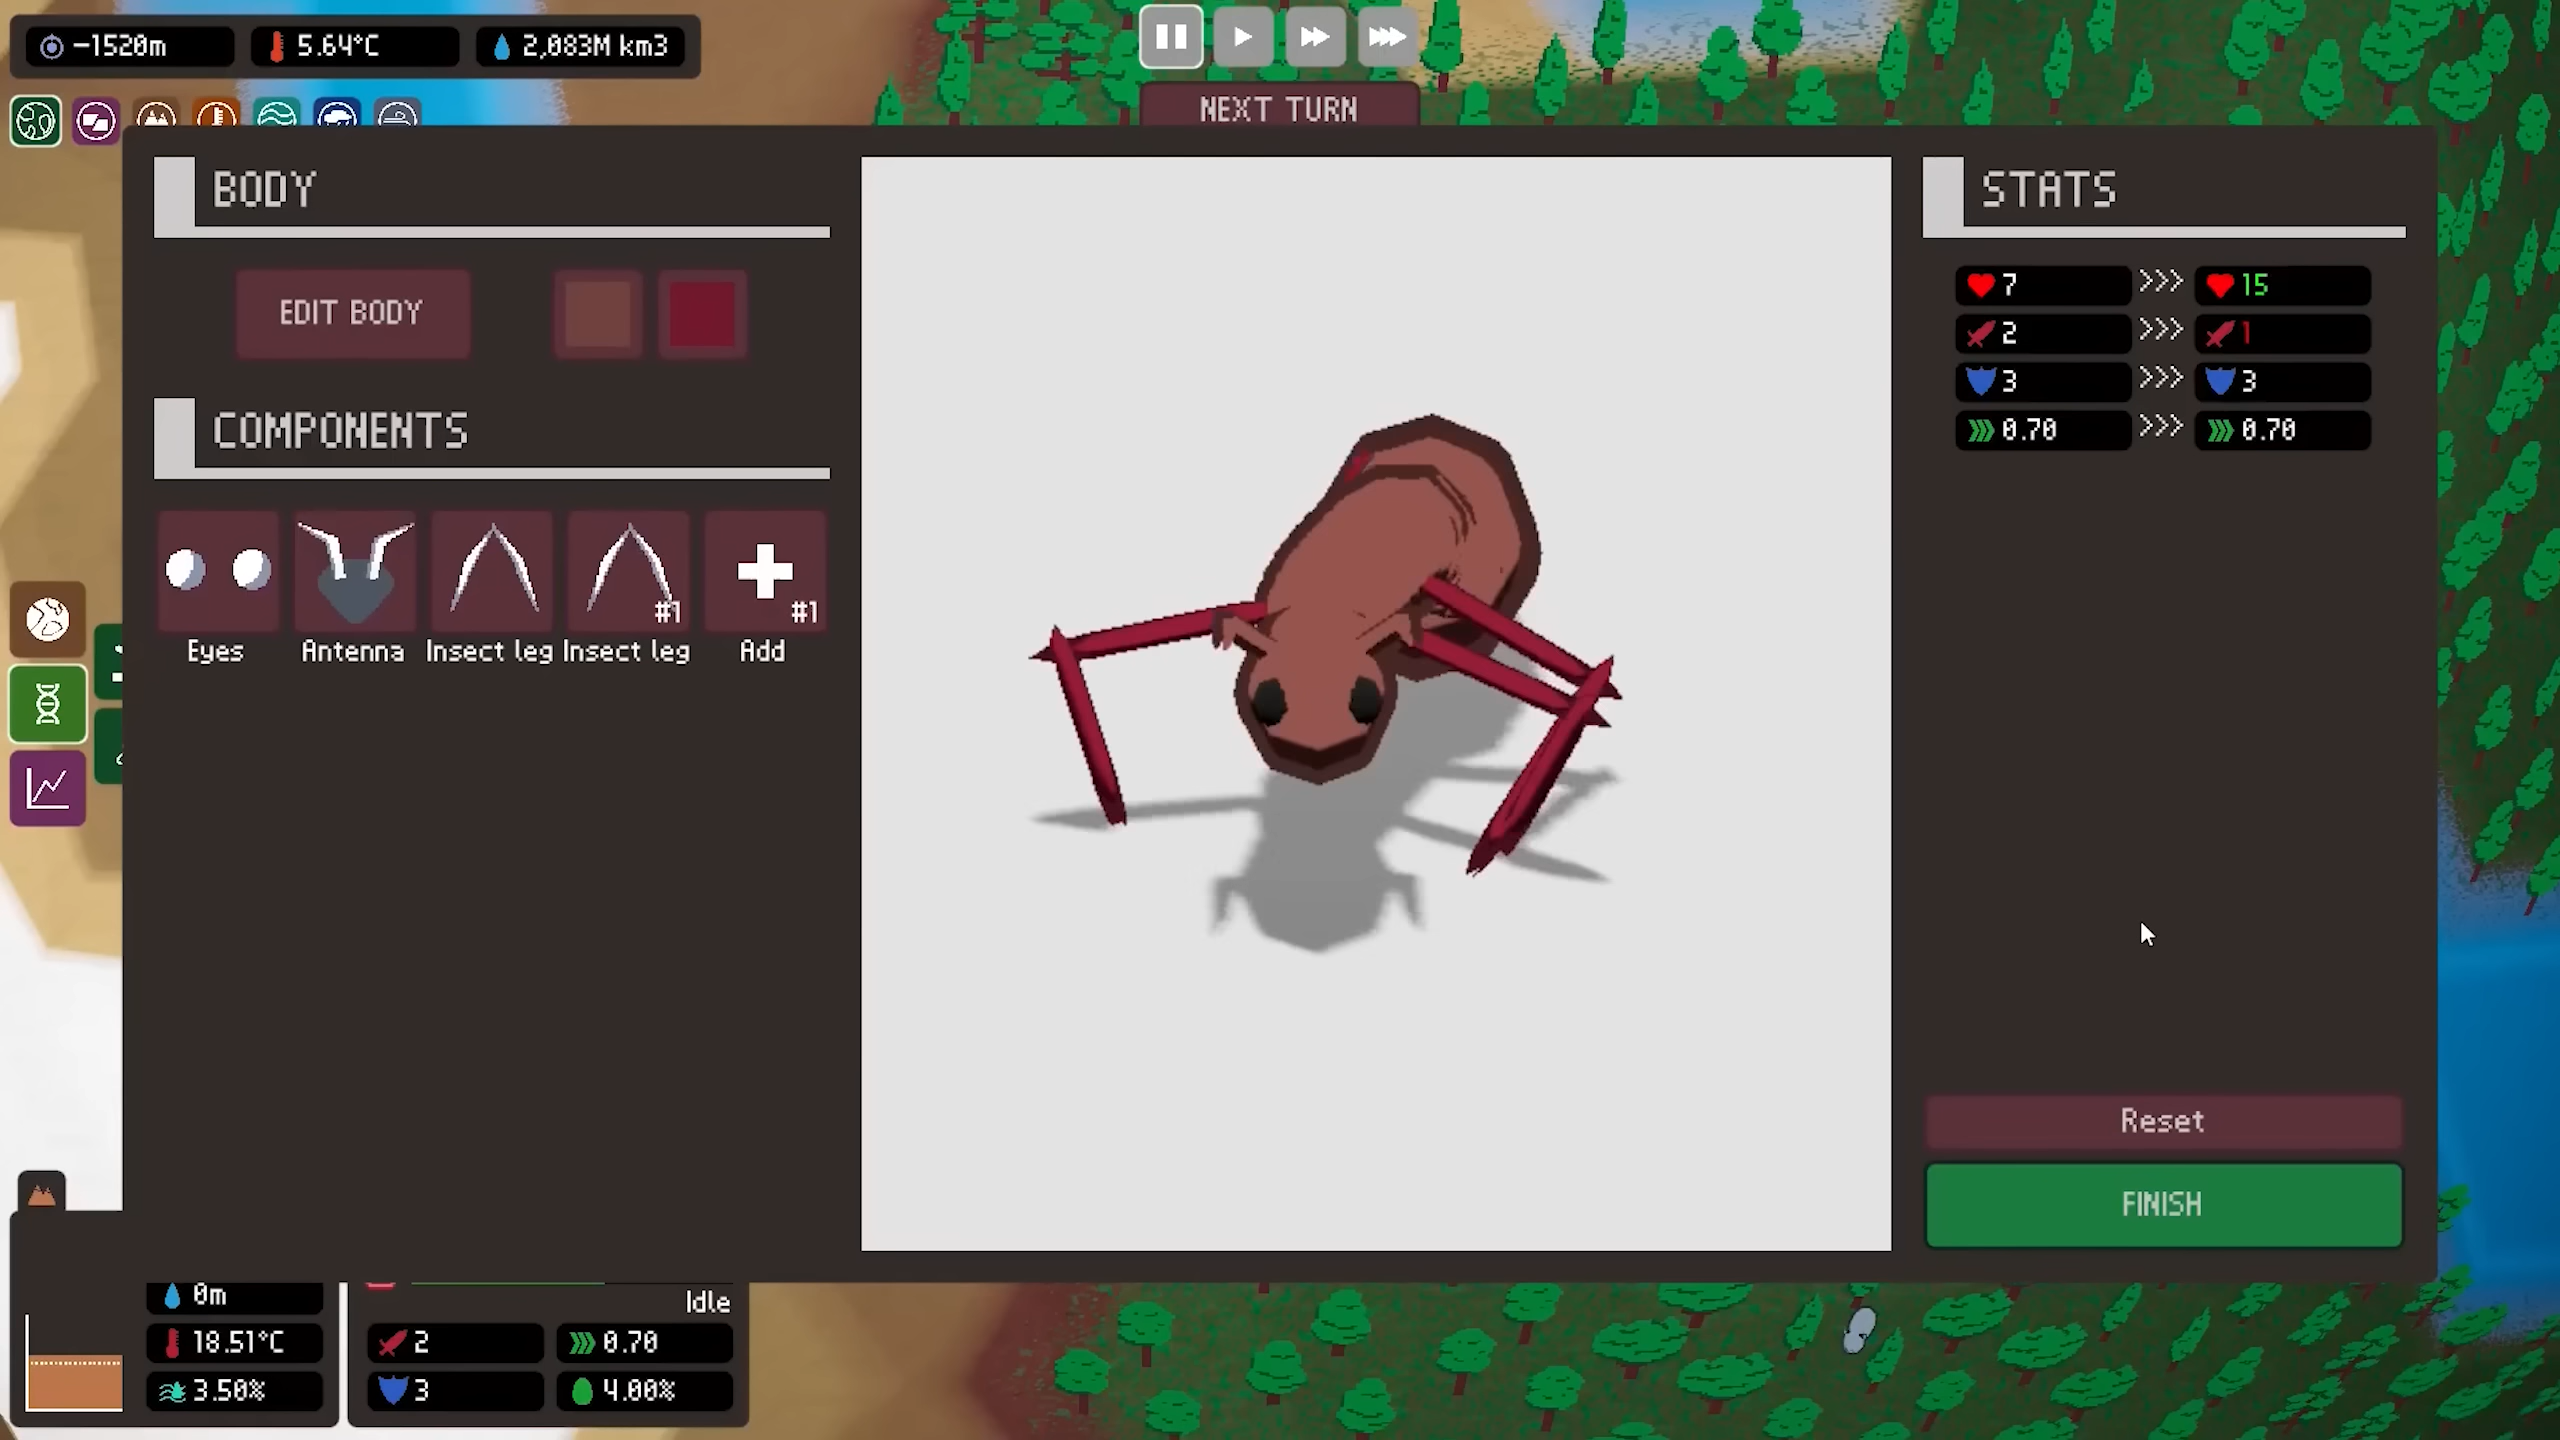 -1520m
5.64°C
2,083M km3
NEXT TURN
BODY
EDIT BODY
COMPONENTS
#1
#1
Eyes
Antenna
Insect leg
Insect leg
Add
STATS
7 >>> 15
2 >>> 1
3 >>> 3
0.70 >>> 0.70
Reset
FINISH
0m
18.51°C
3.50%
Idle
2
0.70
3
4.00%